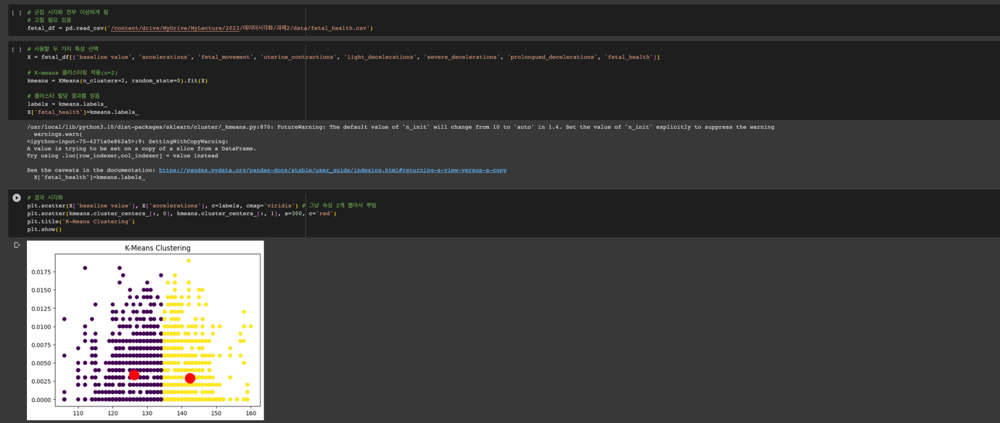 [ ] # 군집 시각화 전부 이상하게 됨
# 고칠 필요 있음
fetal_df = pd.read_csv('/content/drive/MyDrive/MyLecture/2023/데이터시각화/과제2/data/fetal_health.csv')
[ ] # 사용할 두 가지 특성 선택
X = fetal_df[['baseline value', 'accelerations', 'fetal_movement', 'uterine_contractions', 'light_decelerations', 'severe_decelerations', 'prolongued_decelerations', 'fetal_health']]
# K-means 클러스터링 적용(n=2)
kmeans = KMeans(n_clusters=2, random_state=0).fit(X)
# 클러스터 할당 결과를 얻음
labels = kmeans.labels_
X['fetal_health']=kmeans.labels_
/usr/local/lib/python3.10/dist-packages/sklearn/cluster/_kmeans.py:870: FutureWarning: The default value of `n_init` will change from 10 to 'auto' in 1.4. Set the value of `n_init` explicitly to suppress the warning
warnings.warn(
<ipython-input-75-4271a0e862a5>:9: SettingWithCopyWarning:
A value is trying to be set on a copy of a slice from a DataFrame.
Try using .loc[row_indexer,col_indexer] = value instead
See the caveats in the documentation: https://pandas.pydata.org/pandas-docs/stable/user_guide/indexing.html#returning-a-view-versus-a-copy
X['fetal_health']=kmeans.labels_
# 결과 시각화
plt.scatter(X['baseline value'], X['accelerations'], c=labels, cmap='viridis') # 그냥 속성 2개 뽑아서 뿌림
plt.scatter(kmeans.cluster_centers_[:, 0], kmeans.cluster_centers_[:, 1], s=300, c='red')
plt.title('K-Means Clustering')
plt.show()
K-Means Clustering
0.0175
0.0150
0.0125
0.0100
0.0075
0.0050
0.0025
0.0000
110 120 130 140 150 160